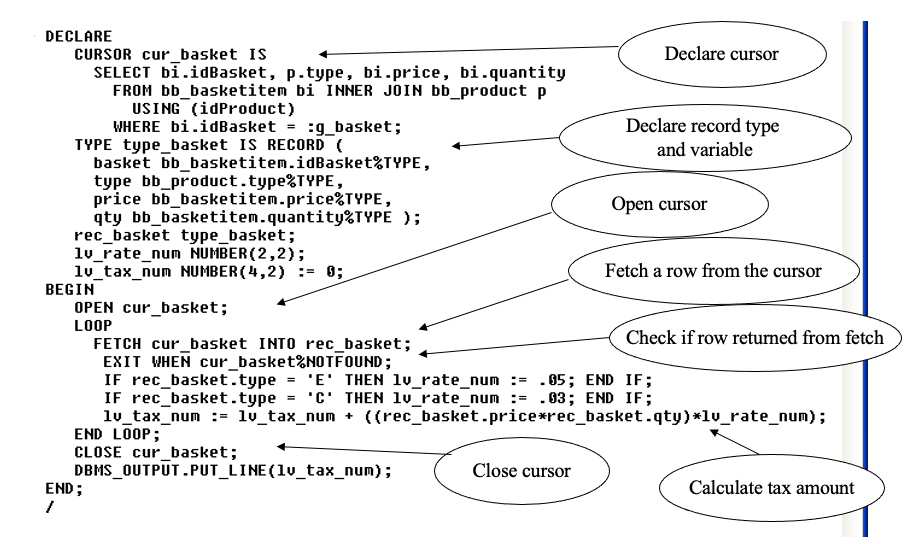 DECLARE
CURSOR cur_basket IS
SELECT bi.idBasket, p.type, bi.price, bi.quantity
FROM bb_basketitem bi INNER JOIN bb_product p
USING (idProduct)
WHERE bi.idBasket = :g_basket;
TYPE type_basket IS RECORD (
basket bb_basketitem.idBasket%TYPE,
type bb_product.type%TYPE,
price bb_basketitem.price%TYPE,
qty bb_basketitem.quantity%TYPE );
rec_basket type_basket;
lv_rate_num NUMBER(2,2);
lv_tax_num NUMBER(4,2) := 0;
BEGIN
OPEN cur_basket;
LOOP
FETCH cur_basket INTO rec_basket;
EXIT WHEN cur_basket%NOTFOUND;
IF rec_basket.type = 'E' THEN lv_rate_num := .05; END IF;
IF rec_basket.type = 'C' THEN lv_rate_num := .03; END IF;
lv_tax_num := lv_tax_num + ((rec_basket.price*rec_basket.qty)*lv_rate_num);
END LOOP;
CLOSE cur_basket;
DBMS_OUTPUT.PUT_LINE(lv_tax_num);
END;
/
Declare cursor
Declare record type
and variable
Open cursor
Fetch a row from the cursor
Check if row returned from fetch
Close cursor
Calculate tax amount